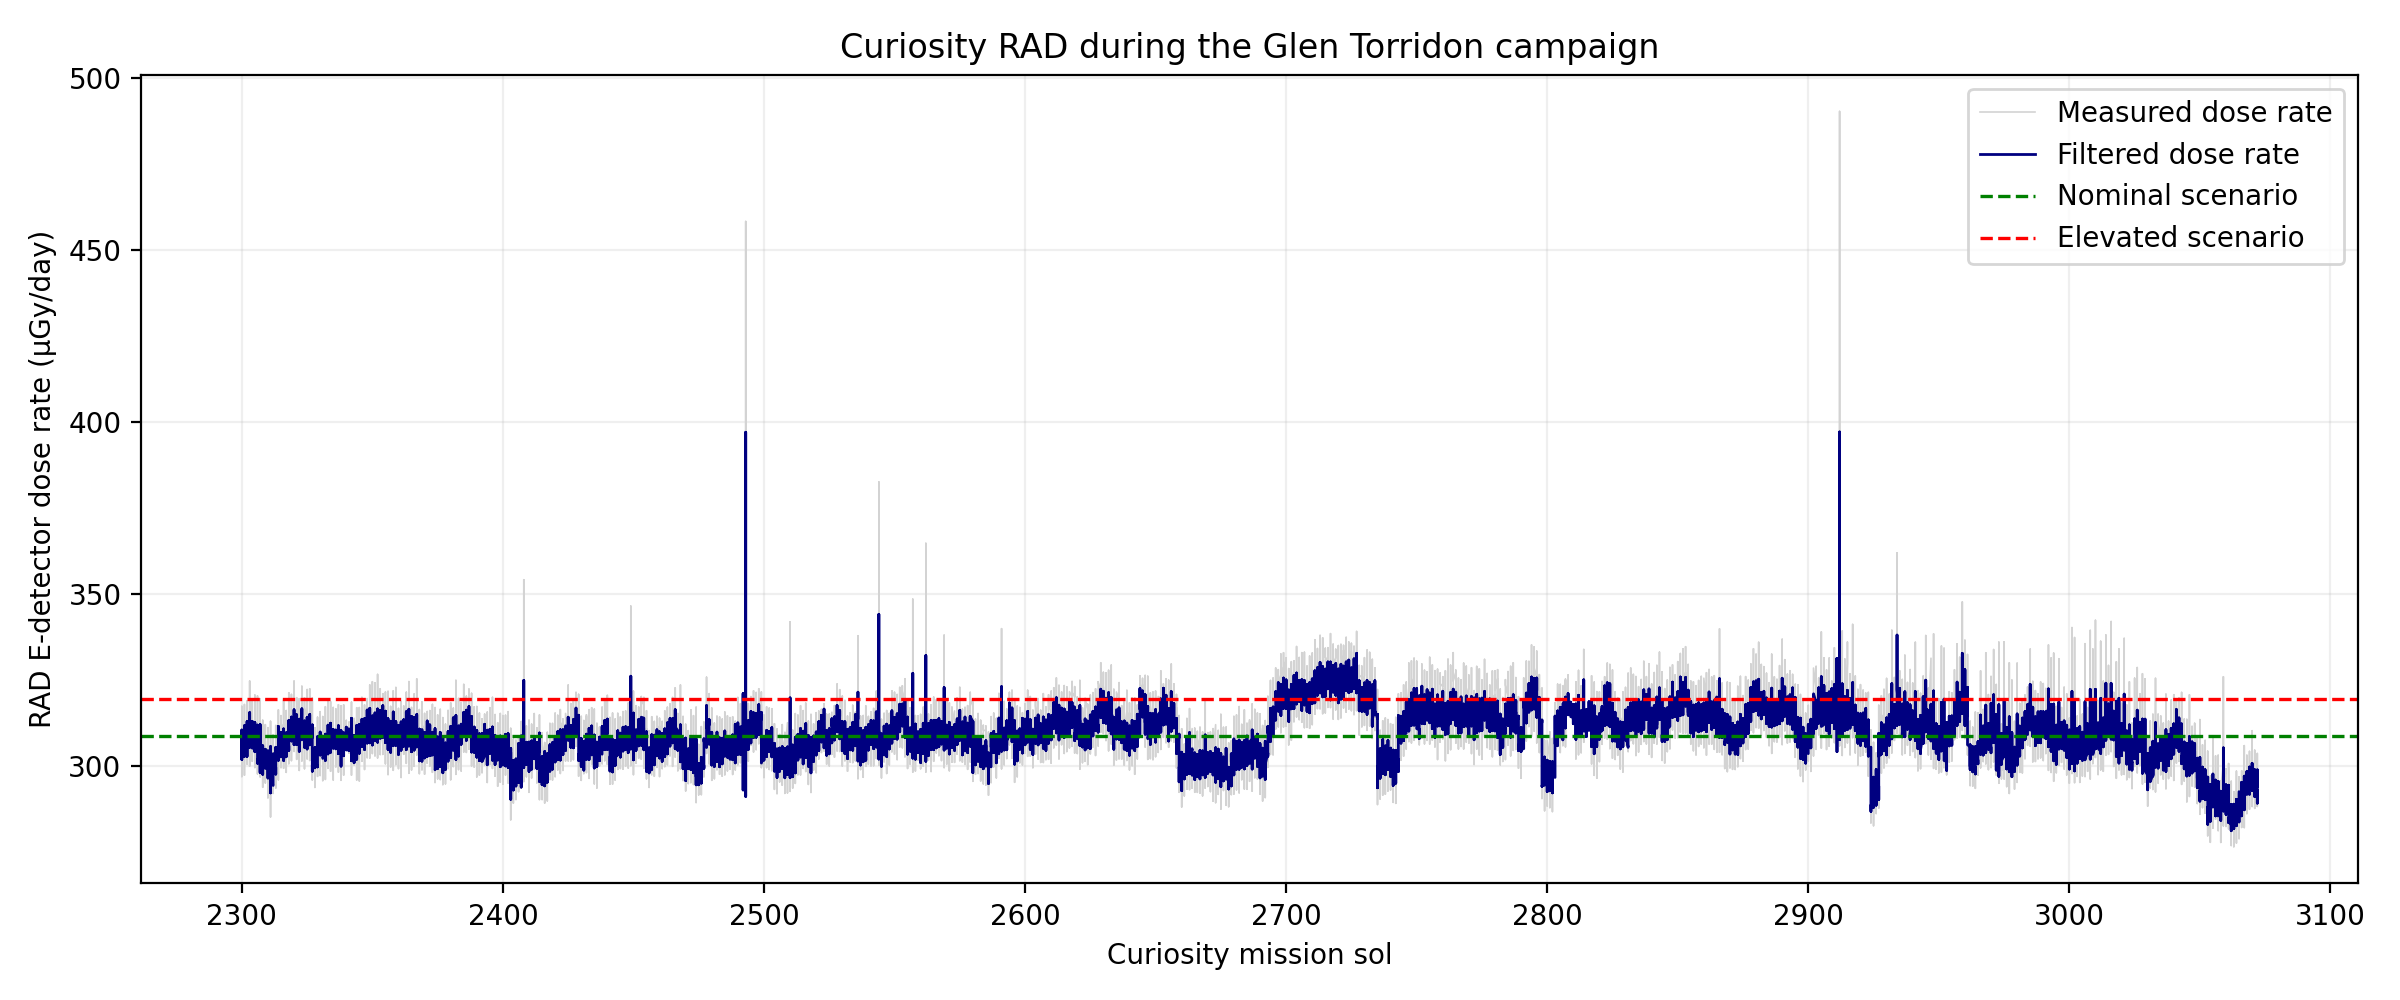 Curiosity RAD during the Glen Torridon campaign
RAD E-detector dose rate (µGy/day)
500
450
400
350
300
Measured dose rate
Filtered dose rate
Nominal scenario
Elevated scenario
2300 2400 2500 2600 2700 2800 2900 3000 3100
Curiosity mission sol